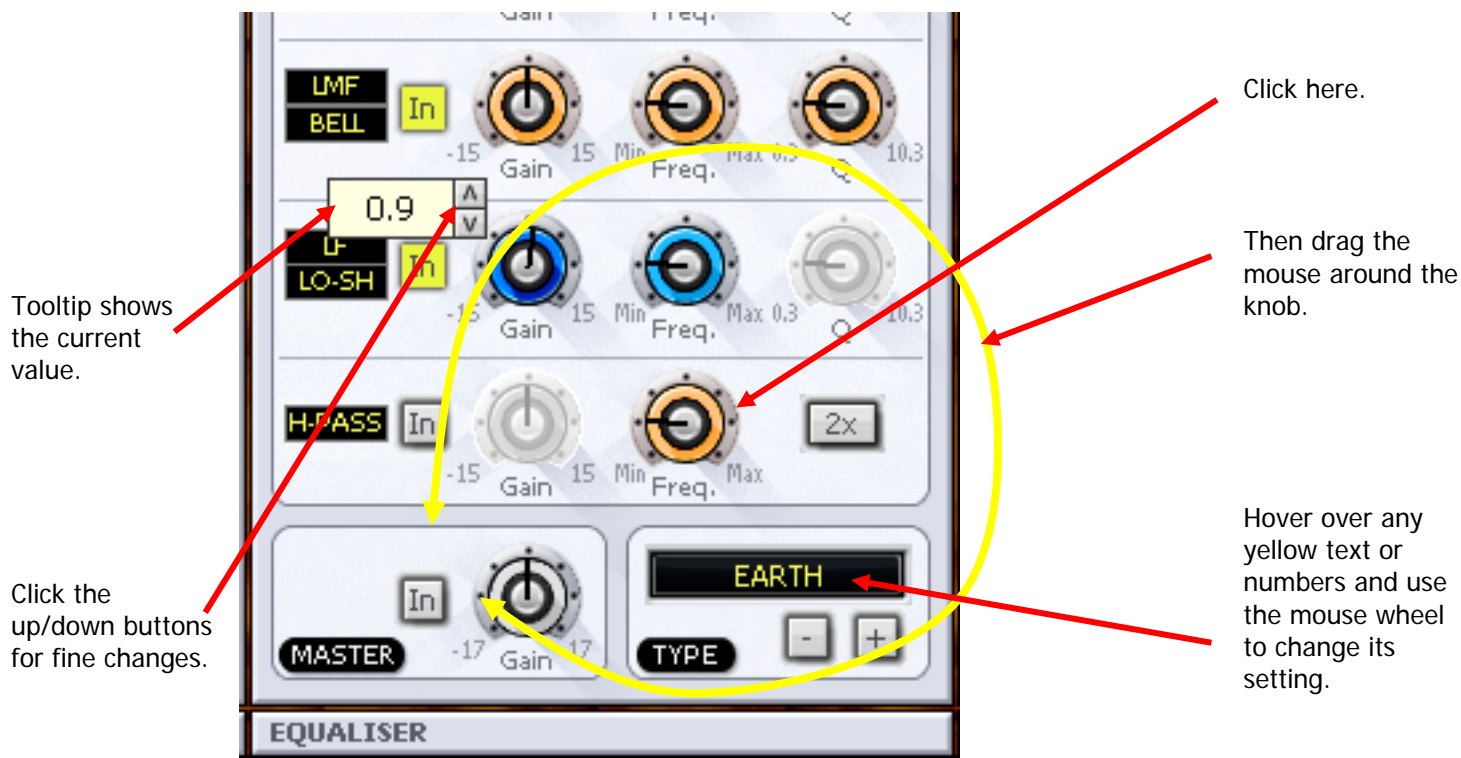 Gain Freq. Q
LMF
BELL
In
-15 15 Min Max 0.3 10.3
Gain Freq. Q
0.9
LF
LO-SH
In
-15 15 Min Max 0.3 10.3
Gain Freq. Q
H-PASS
In
2x
-15 15 Min Max
Gain Freq.
In
MASTER
-17 17
Gain
EARTH
TYPE
- +
EQUALISER
Tooltip shows
the current
value.
Click the
up/down buttons
for fine changes.
Click here.
Then drag the
mouse around the
knob.
Hover over any
yellow text or
numbers and use
the mouse wheel
to change its
setting.